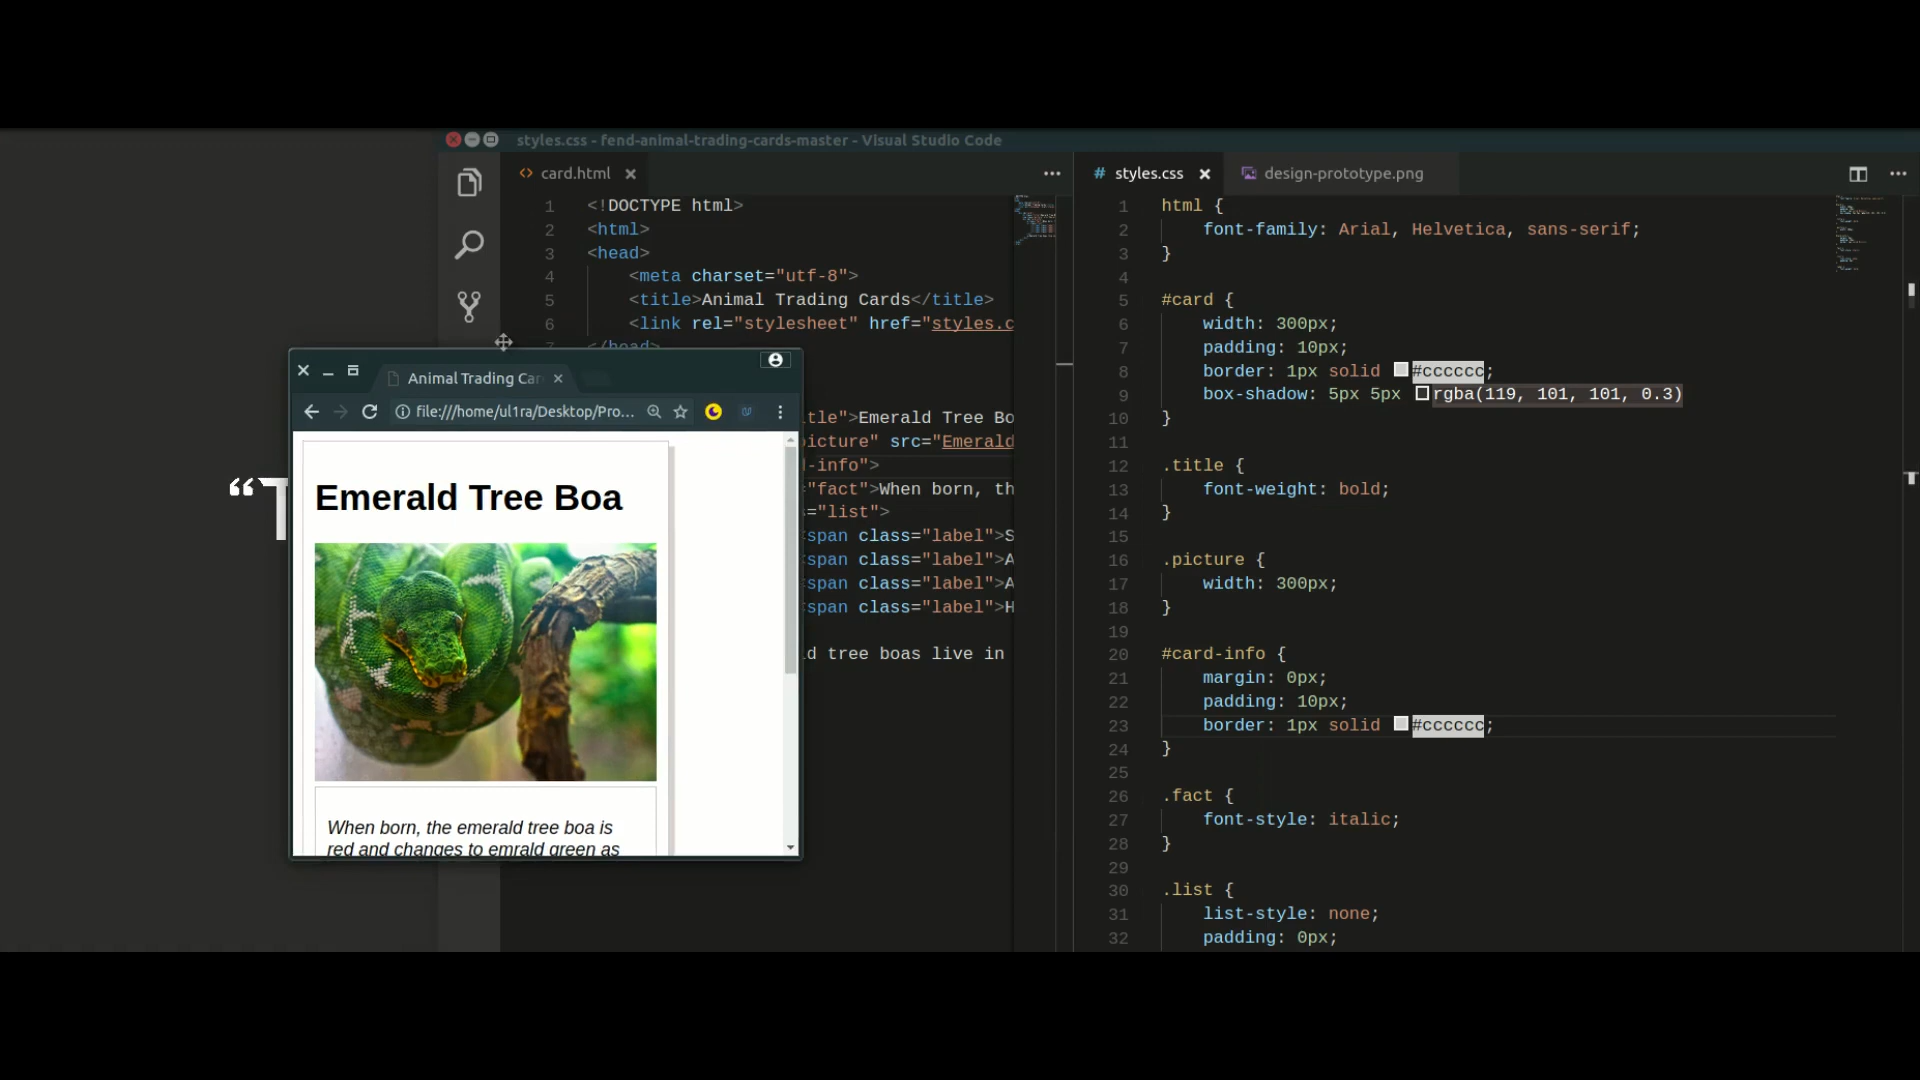 styles.css - fend-animal-trading-cards-master - Visual Studio Code
card.html
1 <!DOCTYPE html>
2 <html>
3 <head>
4 <meta charset="utf-8">
5 <title>Animal Trading Cards</title>
6 <link rel="stylesheet" href="styles.c
7 </head>
tle">Emerald Tree Bo
icture" src="Emerald
d-info">
="fact">When born, th
s="list">
<span class="label">S
<span class="label">A
<span class="label">A
<span class="label">H
d tree boas live in
“T
Animal Trading Car
file:///home/ul1ra/Desktop/Pro...
Emerald Tree Boa
When born, the emerald tree boa is
red and changes to emrald green as
# styles.css
design-prototype.png
1 html {
2 font-family: Arial, Helvetica, sans-serif;
3 }
4
5 #card {
6 width: 300px;
7 padding: 10px;
8 border: 1px solid #cccccc;
9 box-shadow: 5px 5px rgba(119, 101, 101, 0.3)
10 }
11
12 .title {
13 font-weight: bold;
14 }
15
16 .picture {
17 width: 300px;
18 }
19
20 #card-info {
21 margin: 0px;
22 padding: 10px;
23 border: 1px solid #cccccc;
24 }
25
26 .fact {
27 font-style: italic;
28 }
29
30 .list {
31 list-style: none;
32 padding: 0px;